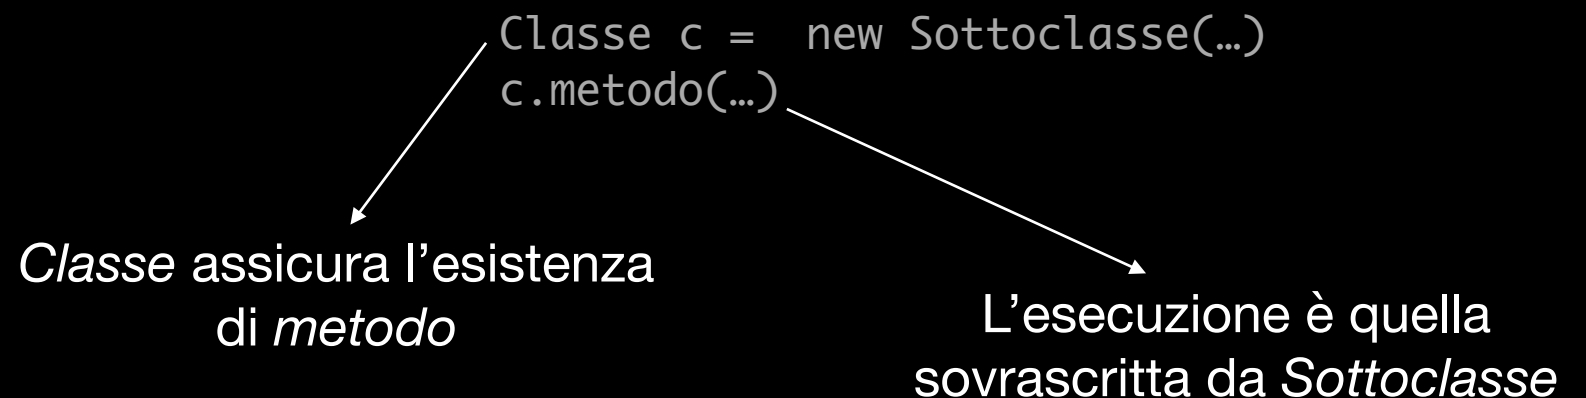 Classe c =  new Sottoclasse(…)
c.metodo(…)
Classe assicura l’esistenza
di metodo
L’esecuzione è quella
sovrascritta da Sottoclasse